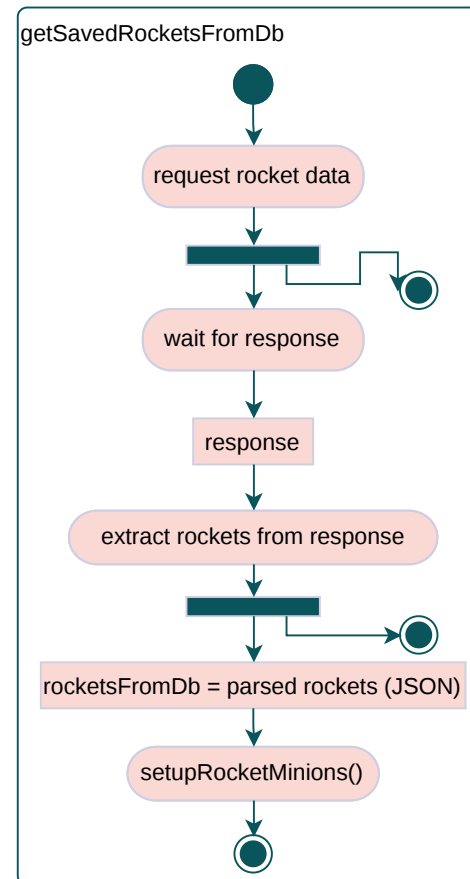 getSavedRocketsFromDb
request rocket data
wait for response
response
extract rockets from response
rocketsFromDb = parsed rockets (JSON)
setupRocketMinions()